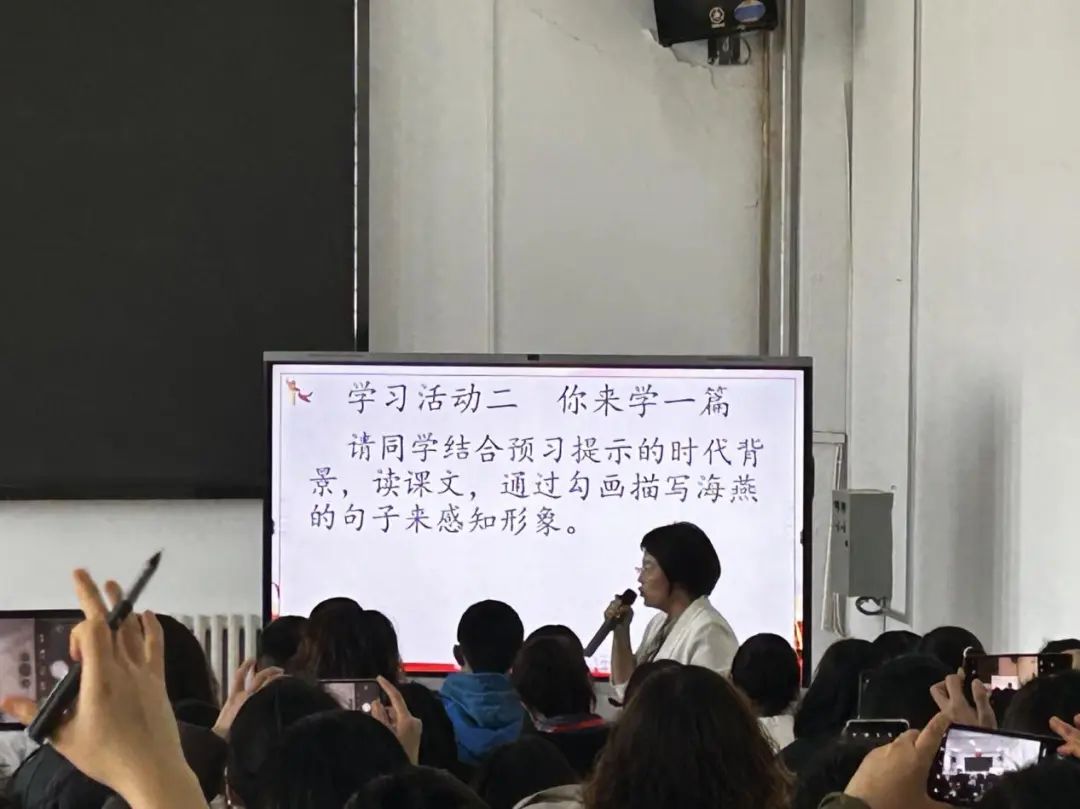 学习活动二 你来学一篇
请同学结合预习提示的时代背
景，读课文，通过勾画描写海燕
的句子来感知形象。